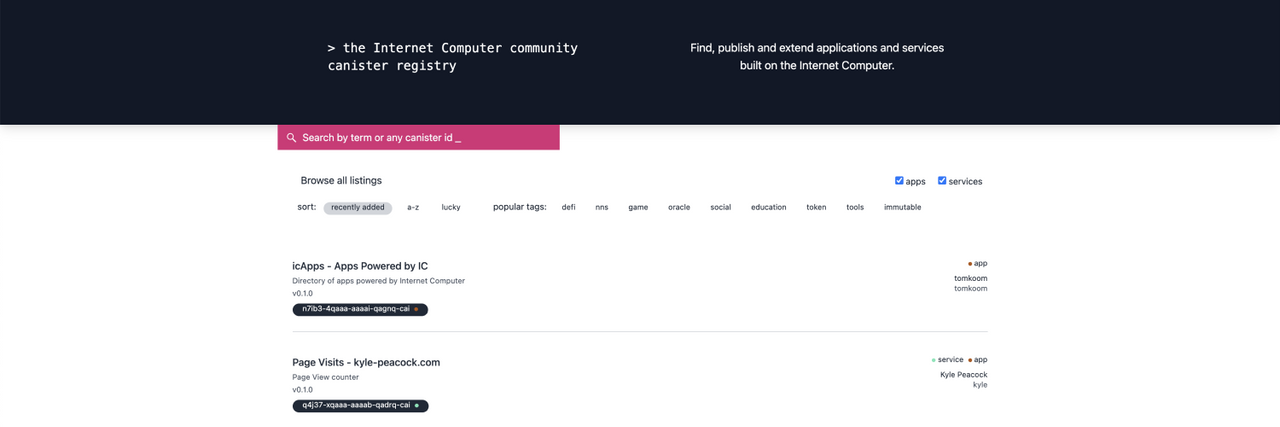 > the Internet Computer community
canister registry
Find, publish and extend applications and services
built on the Internet Computer.
Search by term or any canister id _
Browse all listings
apps services
sort: recently added a-z lucky popular tags: defi nns game oracle social education token tools immutable
icApps - Apps Powered by IC
app
Directory of apps powered by Internet Computer
tomkoom
v0.1.0
tomkoom
n7ib3-4qaaa-aaaai-qagnq-cai
Page Visits - kyle-peacock.com
service app
Page View counter
Kyle Peacock
v0.1.0
kyle
q4j37-xqaaa-aaaab-qadrq-cai